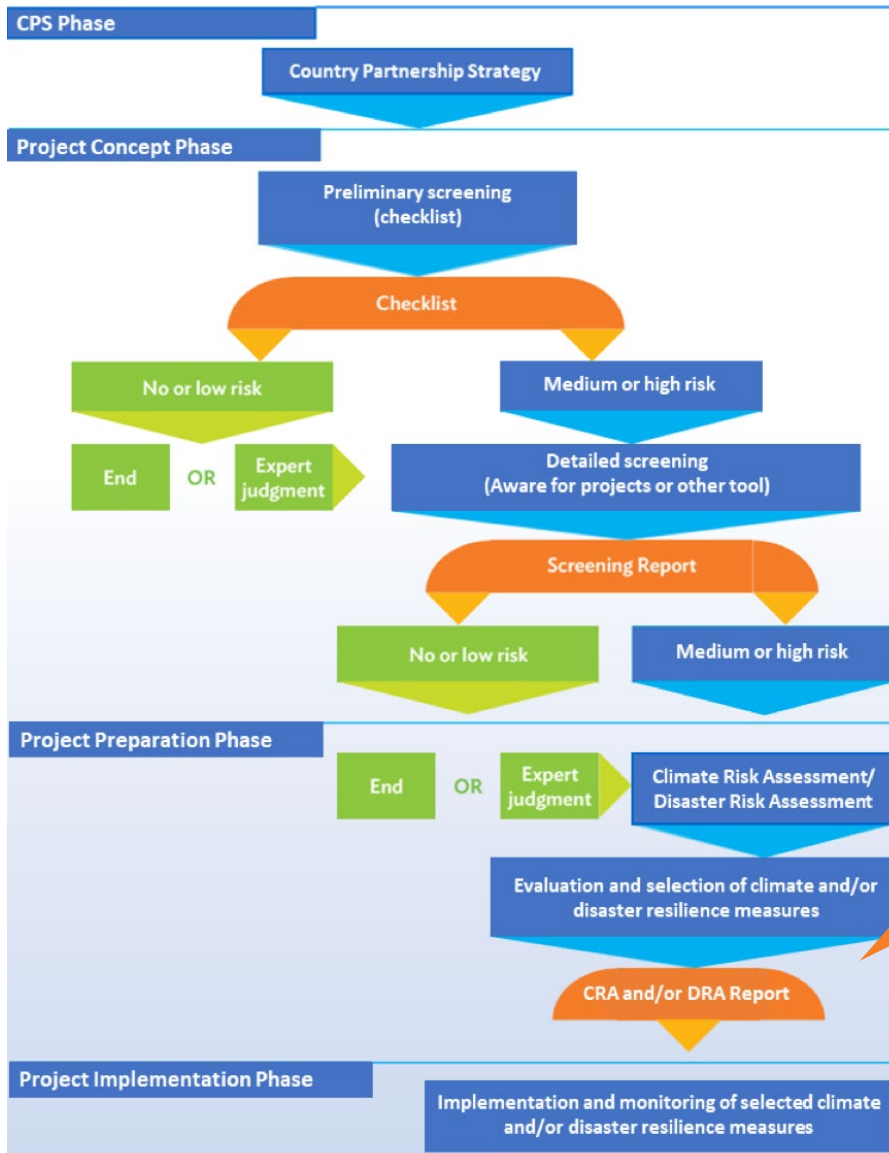 CPS Phase
Country Partnership Strategy
Project Concept Phase
Preliminary screening
(checklist)
Checklist
No or low risk
Medium or high risk
End
OR
Expert
judgment
Detailed screening
(Aware for projects or other tool)
Screening Report
No or low risk
Medium or high risk
Project Preparation Phase
End
OR
Expert
judgment
Climate Risk Assessment/
Disaster Risk Assessment
Evaluation and selection of climate and/or
disaster resilience measures
CRA and/or DRA Report
Project Implementation Phase
Implementation and monitoring of selected climate
and/or disaster resilience measures